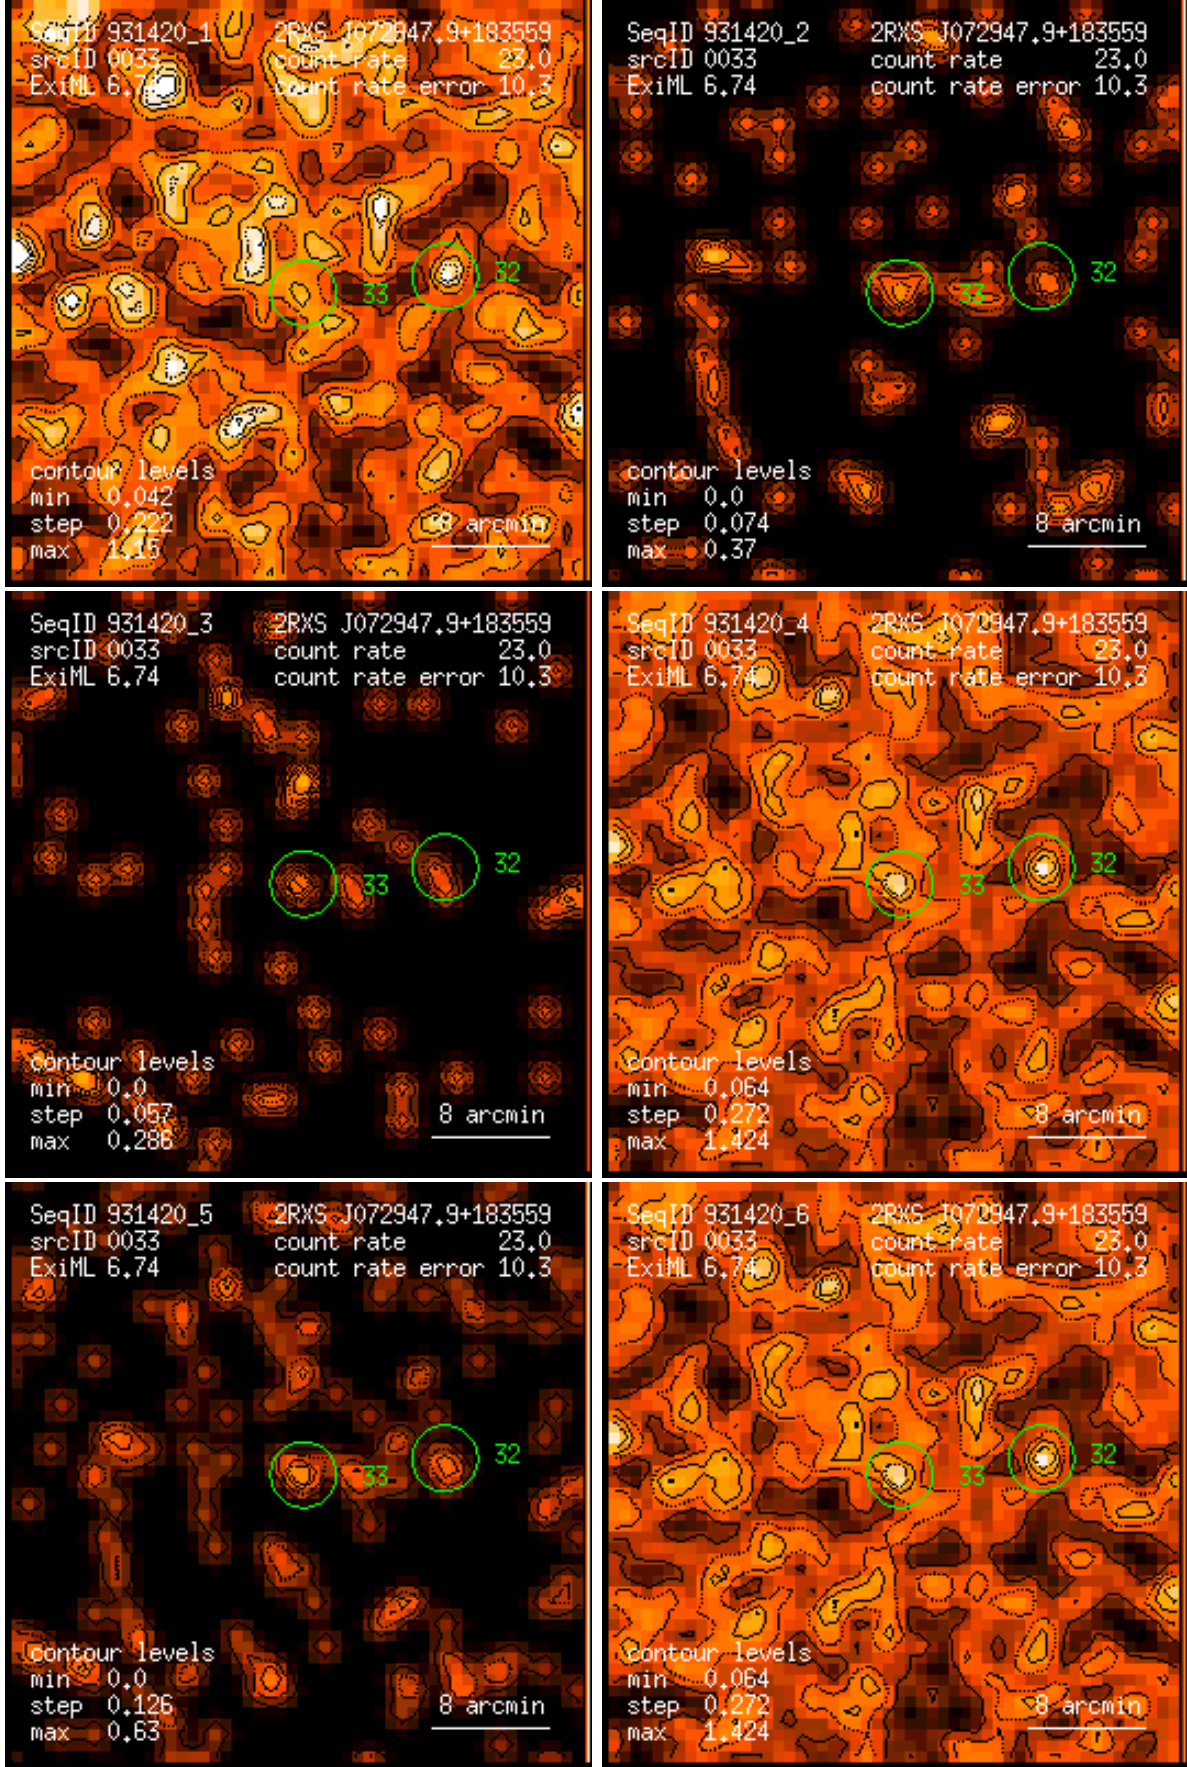 SeqID 931420_1 2RXS J072947.9+183559
srcID 0033 count rate 23.0
ExiML 6.74 count rate error 10.3
32
33
contour levels
min 0.042
step 0.222 8 arcmin
max 1.15
SeqID 931420_2 2RXS J072947.9+183559
srcID 0033 count rate 23.0
ExiML 6.74 count rate error 10.3
32
33
contour levels
min 0.0
step 0.074 8 arcmin
max 0.37
SeqID 931420_3 2RXS J072947.9+183559
srcID 0033 count rate 23.0
ExiML 6.74 count rate error 10.3
32
33
contour levels
min 0.0
step 0.057 8 arcmin
max 0.286
SeqID 931420_4 2RXS J072947.9+183559
srcID 0033 count rate 23.0
ExiML 6.74 count rate error 10.3
32
33
contour levels
min 0.064
step 0.272 8 arcmin
max 1.424
SeqID 931420_5 2RXS J072947.9+183559
srcID 0033 count rate 23.0
ExiML 6.74 count rate error 10.3
32
33
contour levels
min 0.0
step 0.126 8 arcmin
max 0.63
SeqID 931420_6 2RXS J072947.9+183559
srcID 0033 count rate 23.0
ExiML 6.74 count rate error 10.3
32
33
contour levels
min 0.064
step 0.272 8 arcmin
max 1.424